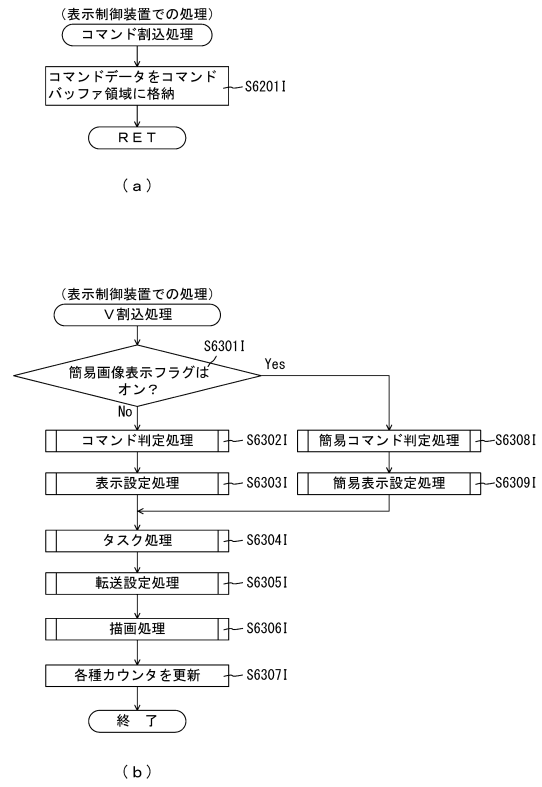 (表示制御装置での処理)
コマンド割込処理
コマンドデータをコマンド
バッファ領域に格納
S6201I
RET
(a)
(表示制御装置での処理)
V割込処理
S6301I
簡易画像表示フラグは
オン?
Yes
No
コマンド判定処理
S6302I
簡易コマンド判定処理
S6308I
表示設定処理
S6303I
簡易表示設定処理
S6309I
タスク処理
S6304I
転送設定処理
S6305I
描画処理
S6306I
各種カウンタを更新
S6307I
終 了
(b)